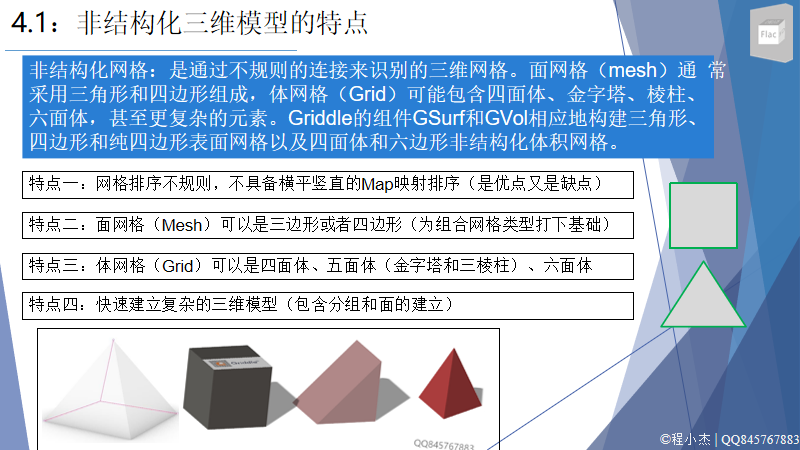 4.1：非结构化三维模型的特点
Flac
非结构化网格：是通过不规则的连接来识别的三维网格。面网格（mesh）通 常
采用三角形和四边形组成，体网格（Grid）可能包含四面体、金字塔、棱柱、
六面体，甚至更复杂的元素。Griddle的组件GSurf和GVol相应地构建三角形、
四边形和纯四边形表面网格以及四面体和六边形非结构化体积网格。
特点一：网格排序不规则，不具备横平竖直的Map映射排序（是优点又是缺点）
特点二：面网格（Mesh）可以是三边形或者四边形（为组合网格类型打下基础）
特点三：体网格（Grid）可以是四面体、五面体（金字塔和三棱柱）、六面体
特点四：快速建立复杂的三维模型（包含分组和面的建立）
Griddle
QQ845767883
©程小杰 | QQ845767883